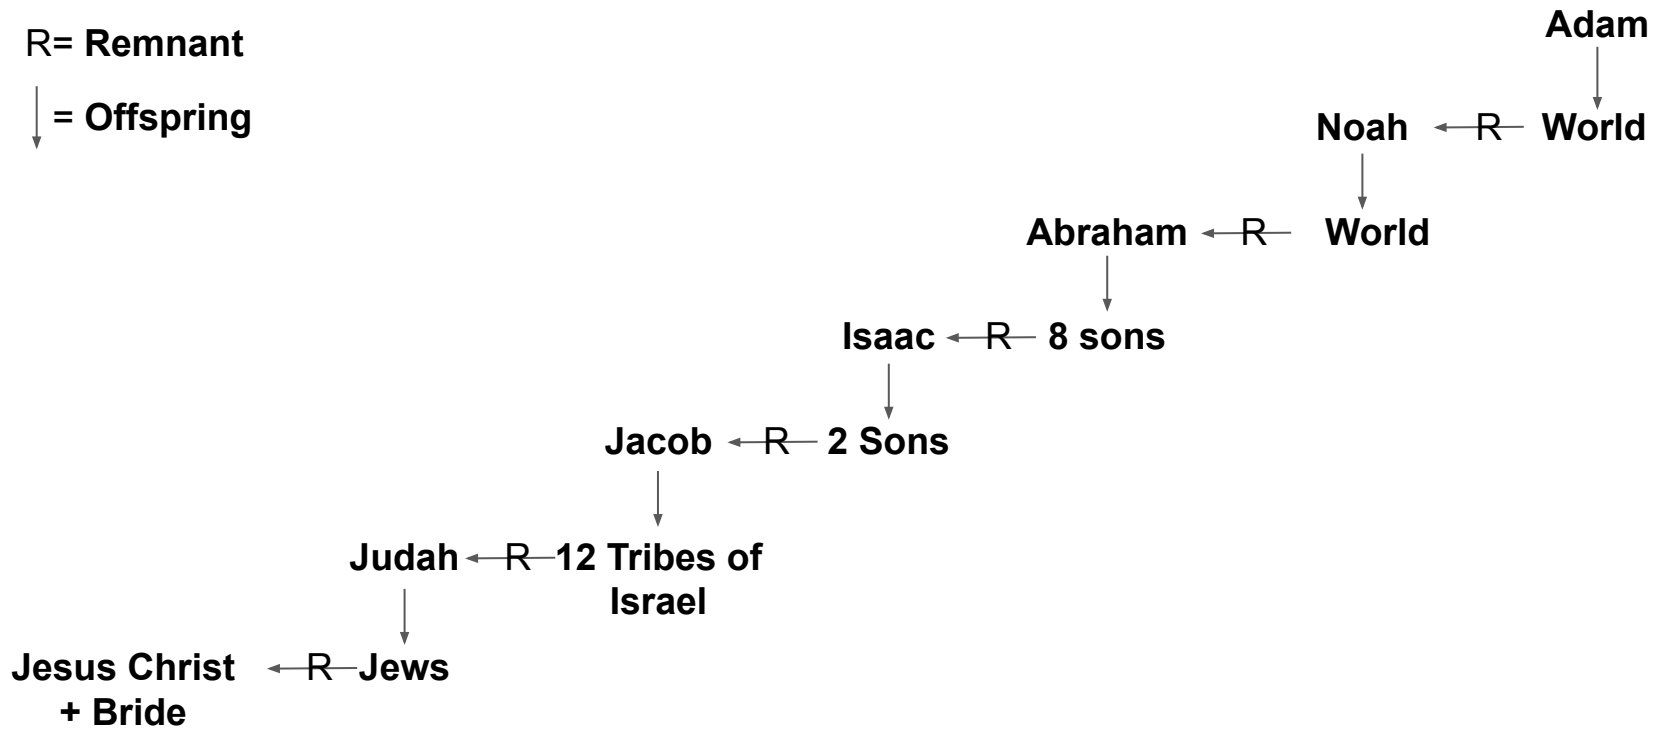 R= Remnant
= Offspring
Adam
Noah R World
Abraham R World
Isaac R 8 sons
Jacob R 2 Sons
Judah R 12 Tribes of
Israel
Jesus Christ R Jews
+ Bride